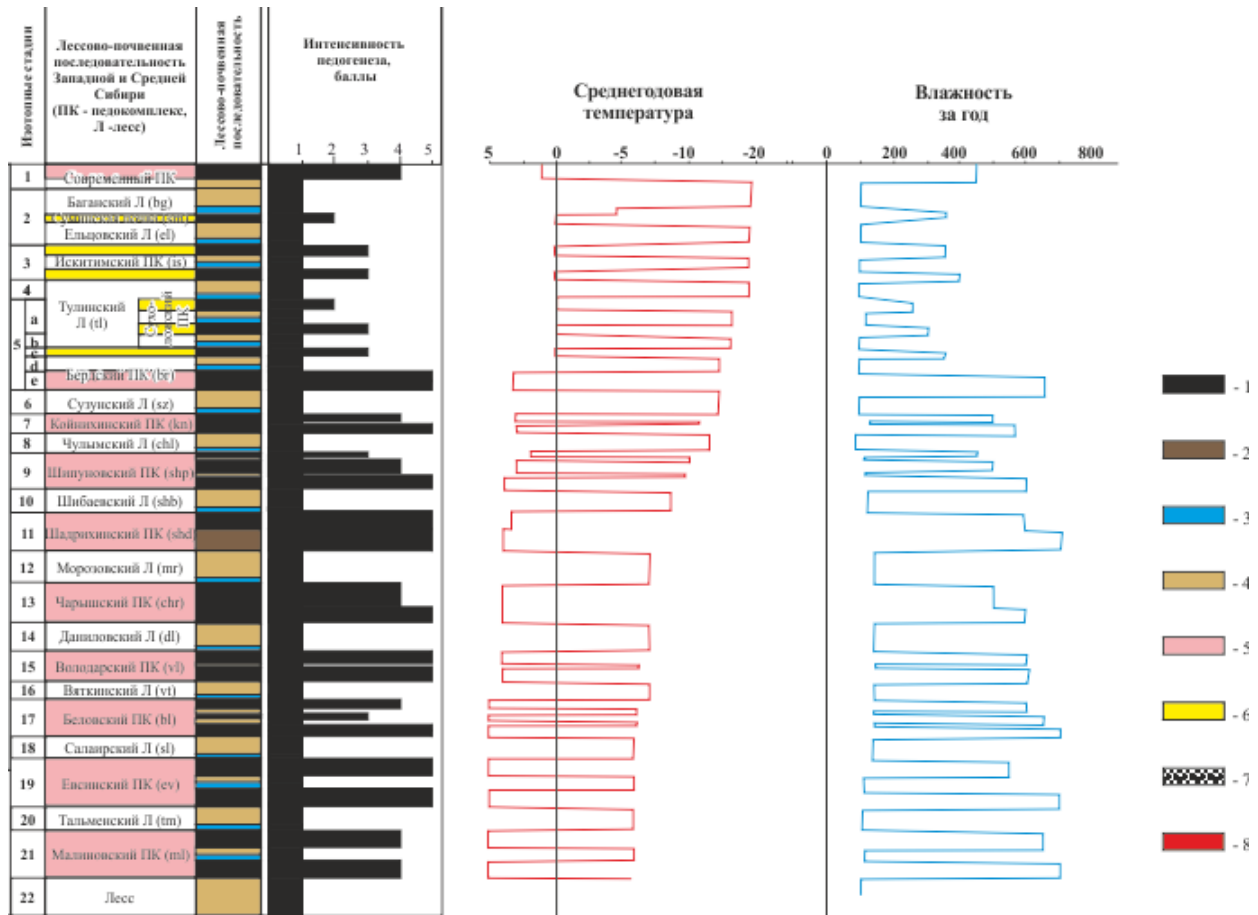 Изотопные стадии
Лессово-почвенная
последовательность
Западной и Средней
Сибири
(ПК - педокомплекс,
Л -лесс)
Лессово-почвенная
последовательность
Интенсивность
педогенеза,
баллы
1 2 3 4 5
Среднегодовая
температура
5 0 -5 -10 -20
Влажность
за год
0 200 400 600 800
1
Современный ПК
2
Баганский Л (bg)
Ельцовский Л (el)
3
Искитимский ПК (is)
4
Тулинский
Л (tl)
ПК
5
a
b
c
d
e
Бердский ПК (br)
6
Сузунский Л (sz)
7
Койнихинский ПК (kn)
8
Чулымский Л (chl)
9
Шипуновский ПК (shp)
10
Шибаевский Л (shb)
11
Шадрихинский ПК (shd)
12
Морозовский Л (mr)
13
Чарышский ПК (chr)
14
Даниловский Л (dl)
15
Володарский ПК (vl)
16
Вяткинский Л (vt)
17
Беловский ПК (bl)
18
Салаирский Л (sl)
19
Евсинский ПК (ev)
20
Тальменский Л (tm)
21
Малиновский ПК (ml)
22
Лесс
- 1
- 2
- 3
- 4
- 5
- 6
- 7
- 8